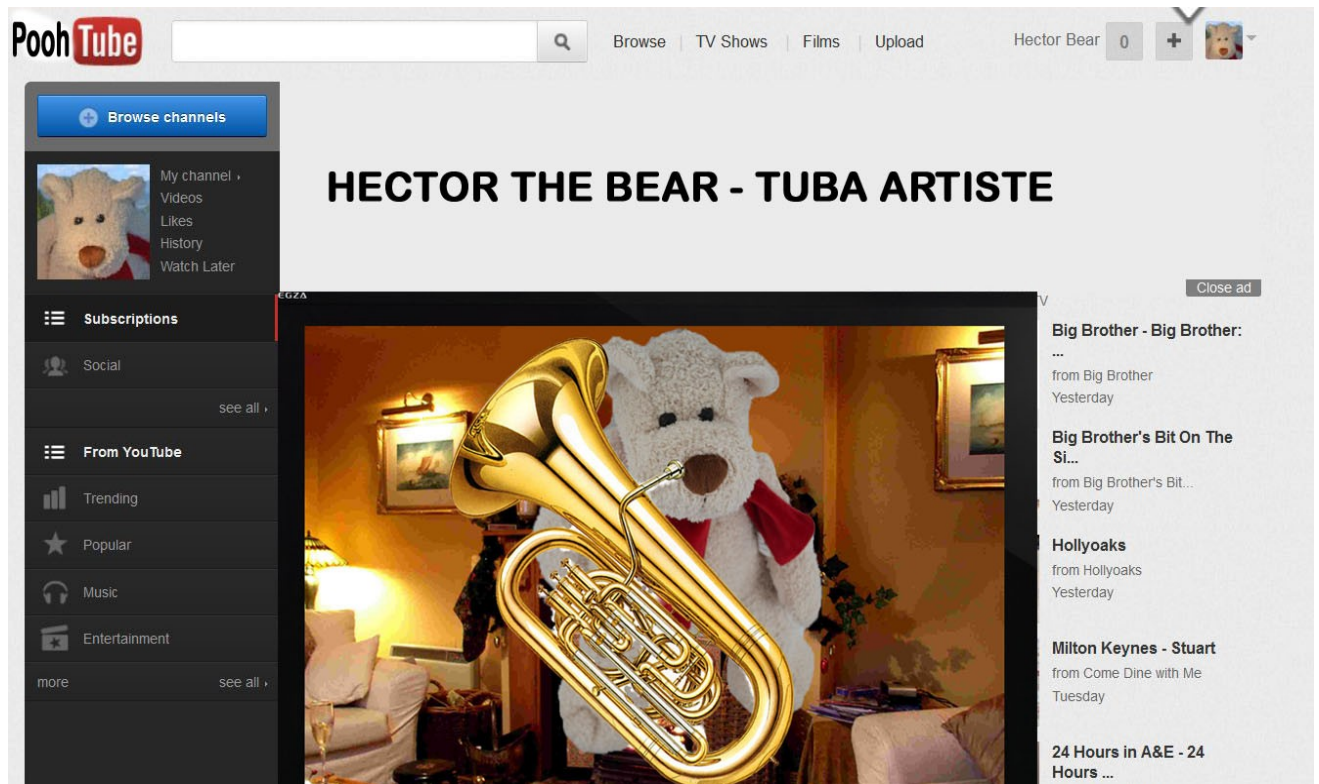 Pooh Tube
Browse | TV Shows | Films | Upload
Hector Bear 0 +
Browse channels
My channel ›
Videos
Likes
History
Watch Later
HECTOR THE BEAR - TUBA ARTISTE
Subscriptions
Social
see all ›
From YouTube
Trending
Popular
Music
Entertainment
more see all ›
EGZA
Close ad
TV
Big Brother - Big Brother:
...
from Big Brother
Yesterday
Big Brother's Bit On The
Si...
from Big Brother's Bit...
Yesterday
Hollyoaks
from Hollyoaks
Yesterday
Milton Keynes - Stuart
from Come Dine with Me
Tuesday
24 Hours in A&E - 24
Hours ...